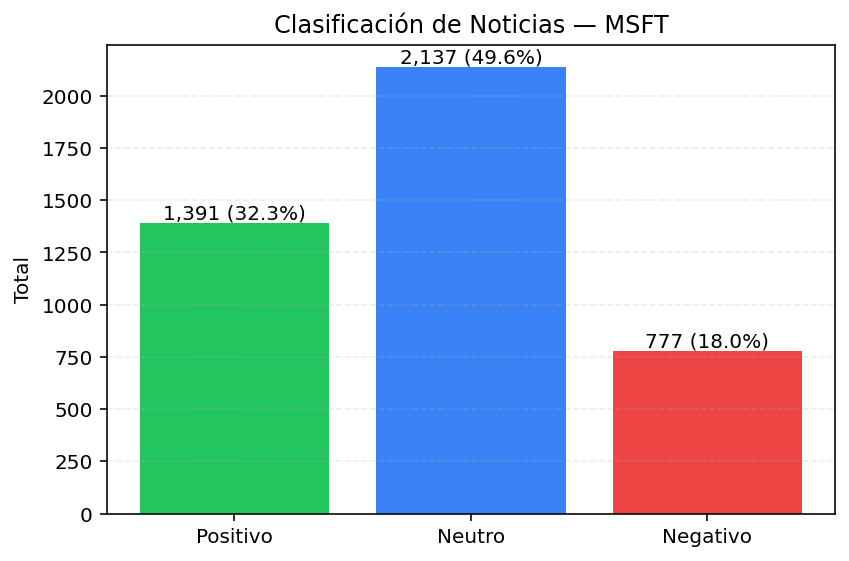 Clasificación de Noticias — MSFT
2,137 (49.6%)
2000
1750
1500
1,391 (32.3%)
1250
Total
1000
777 (18.0%)
750
500
250
0
Positivo
Neutro
Negativo